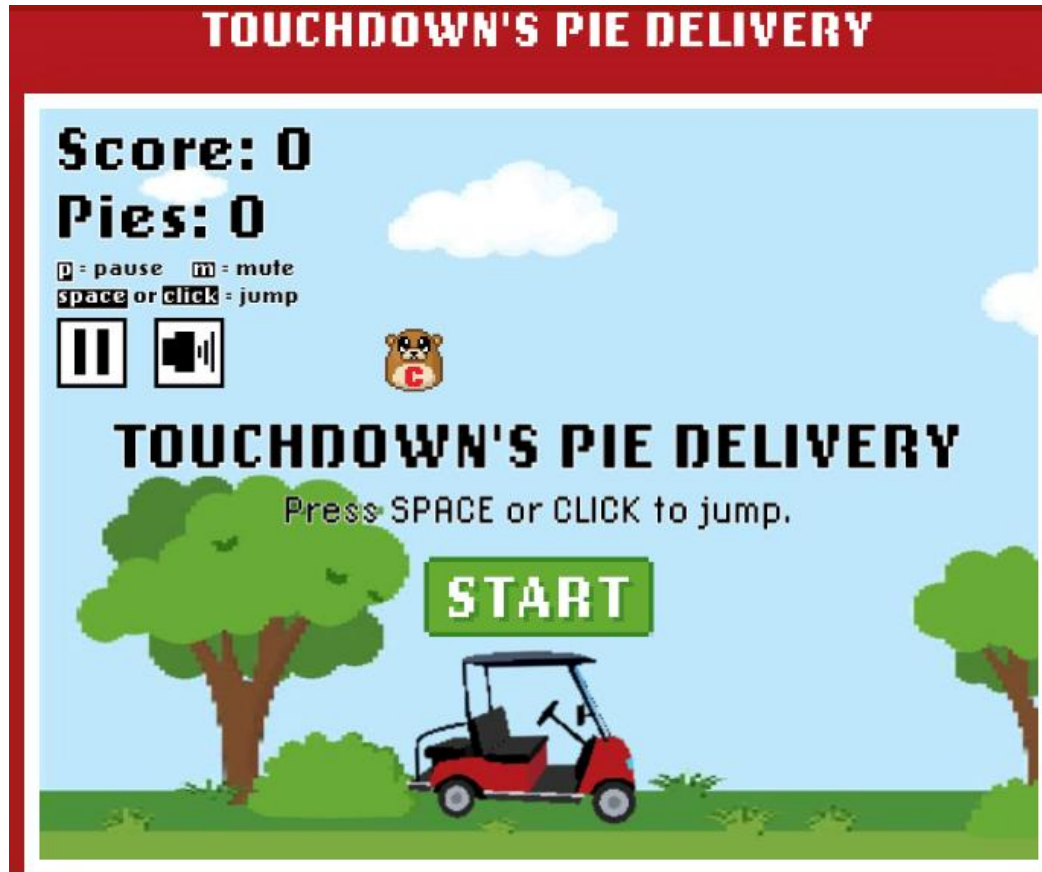 TOUCHDOWN'S PIE DELIVERY
Score: 0
Pies: 0
p = pause m = mute
space or click = jump
C
TOUCHDOWN'S PIE DELIVERY
Press SPACE or CLICK to jump.
START